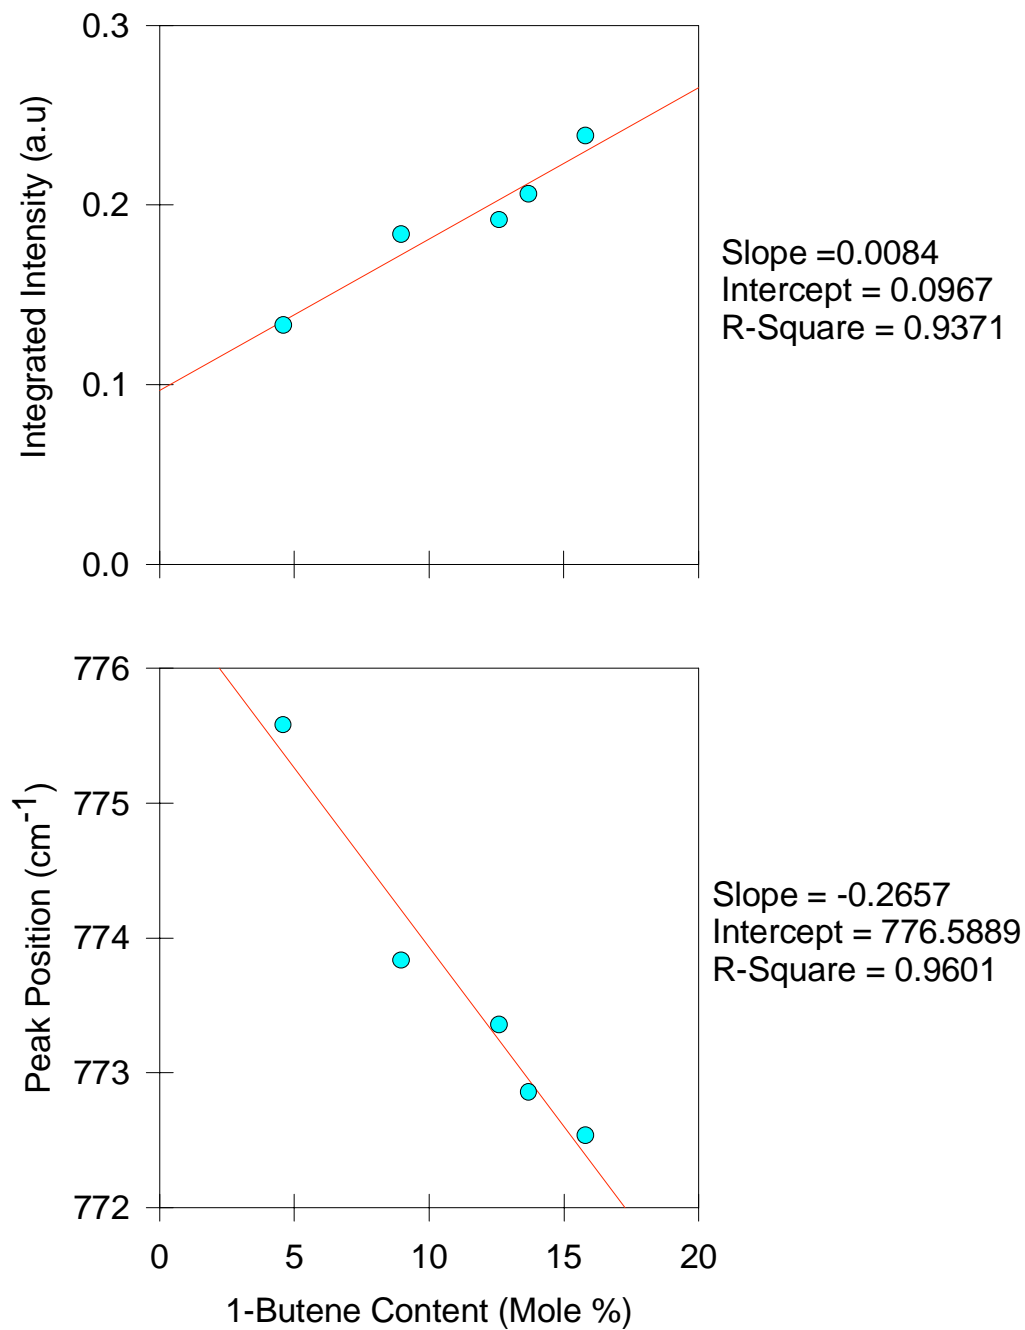 0.3
0.2
0.1
0.0
Integrated Intensity (a.u)
Slope =0.0084
Intercept = 0.0967
R-Square = 0.9371
776
775
774
773
772
Peak Position (cm⁻¹)
Slope = -0.2657
Intercept = 776.5889
R-Square = 0.9601
0 5 10 15 20
1-Butene Content (Mole %)